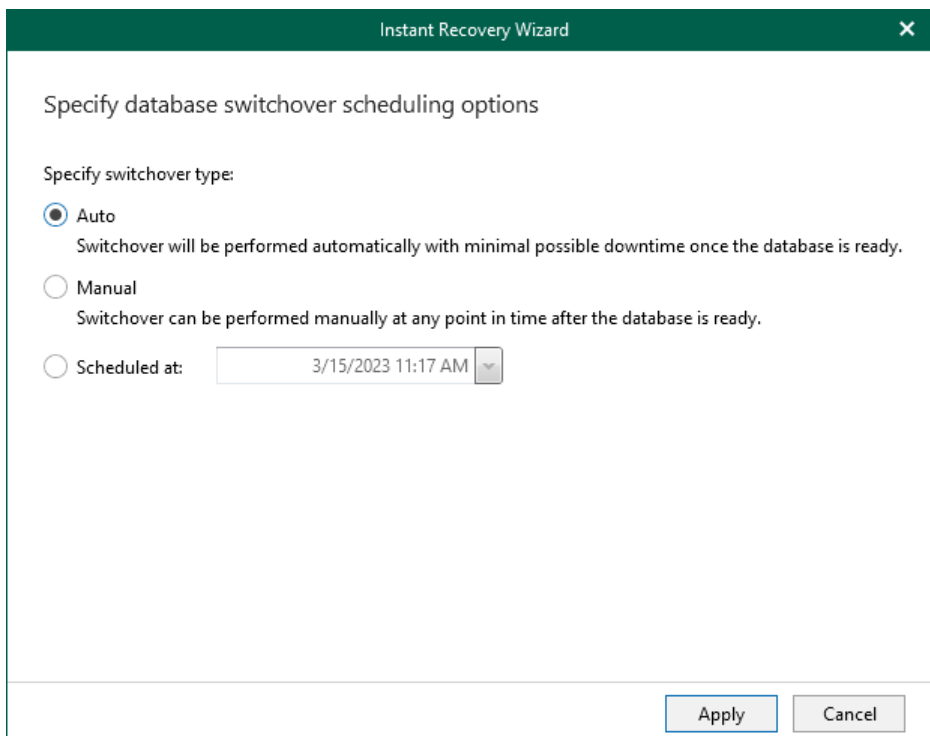 Instant Recovery Wizard
Specify database switchover scheduling options
Specify switchover type:
Auto
Switchover will be performed automatically with minimal possible downtime once the database is ready.
Manual
Switchover can be performed manually at any point in time after the database is ready.
Scheduled at: 3/15/2023 11:17 AM
Apply Cancel